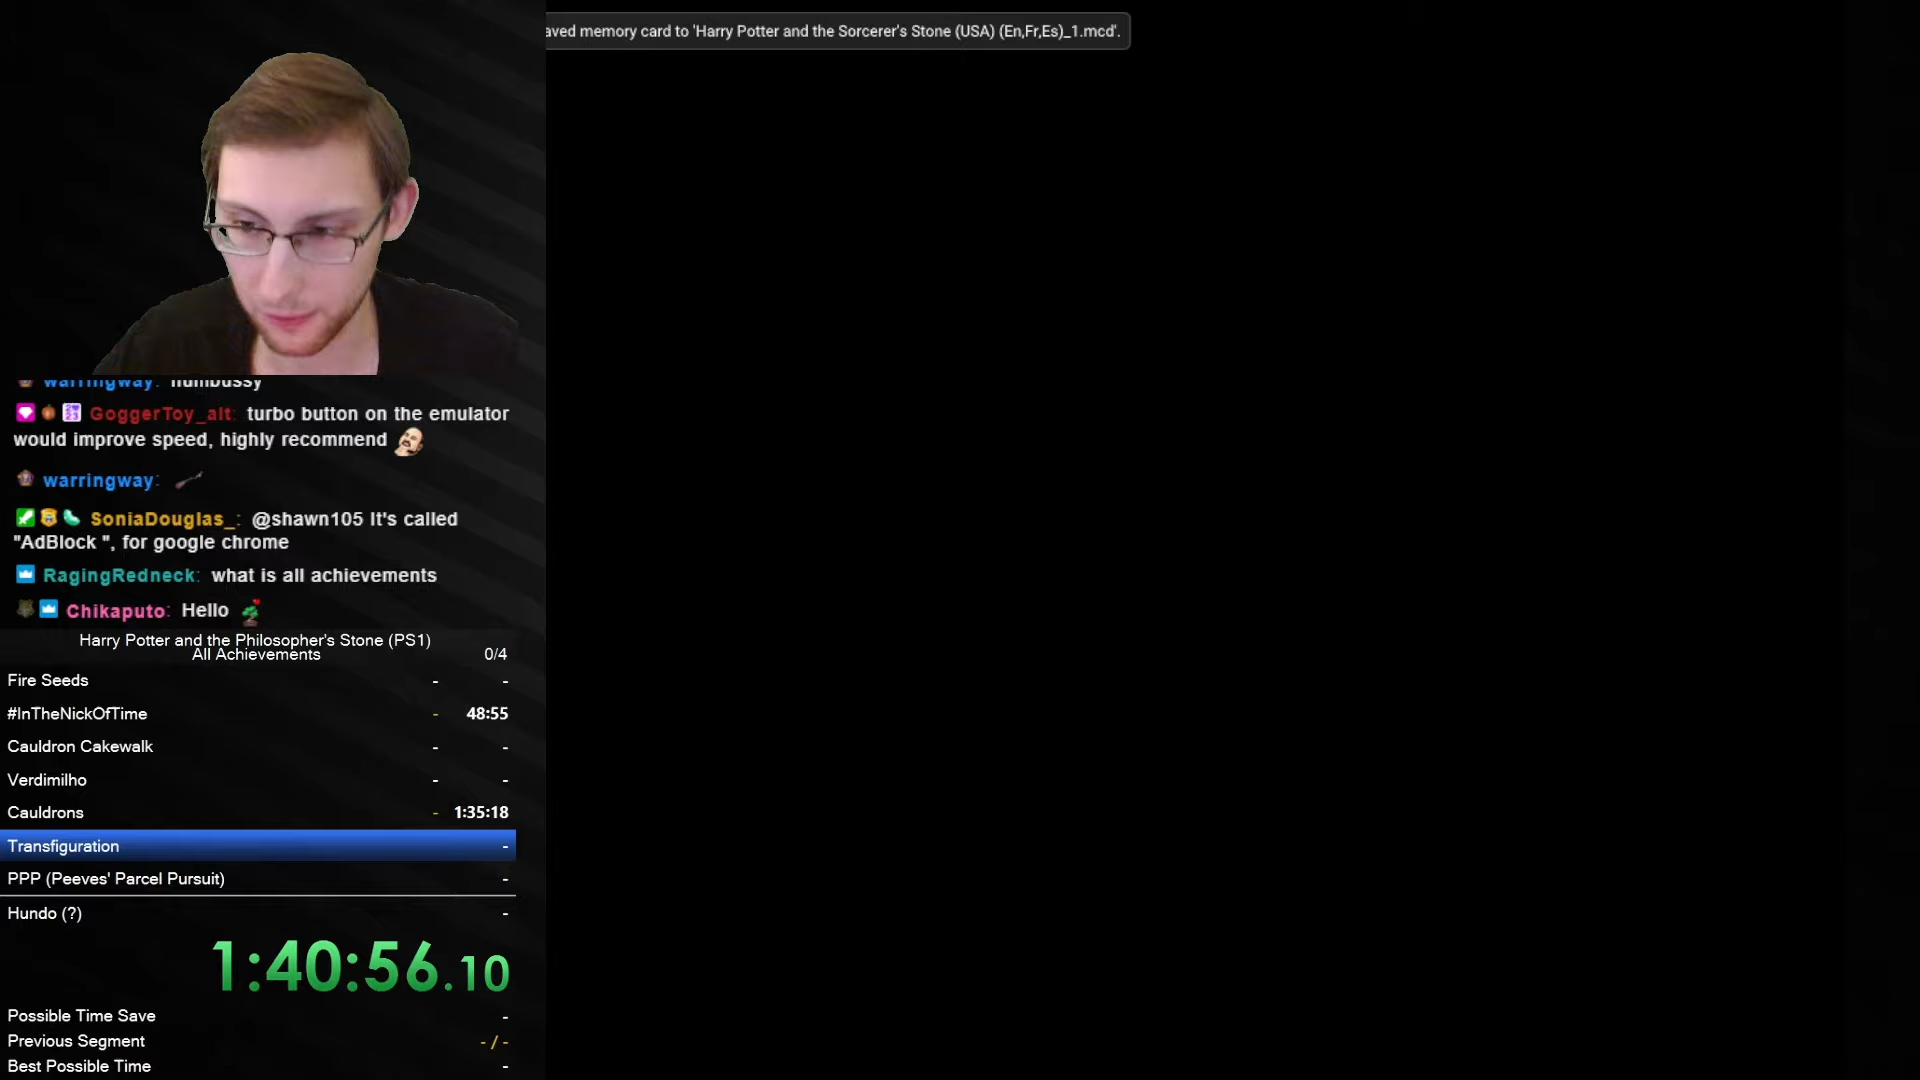 aved memory card to 'Harry Potter and the Sorcerer's Stone (USA) (En,Fr,Es)_1.mcd'.
warringway: humbussy
GoggerToy_alt: turbo button on the emulator
would improve speed, highly recommend
warringway:
SoniaDouglas_: @shawn105 It's called
"AdBlock ", for google chrome
RagingRedneck: what is all achievements
Chikaputo: Hello
Harry Potter and the Philosopher's Stone (PS1)
All Achievements 0/4
Fire Seeds - -
#InTheNickOfTime - 48:55
Cauldron Cakewalk - -
Verdimilho - -
Cauldrons - 1:35:18
Transfiguration -
PPP (Peeves' Parcel Pursuit) -
Hundo (?) -
1:40:56.10
Possible Time Save -
Previous Segment - / -
Best Possible Time -